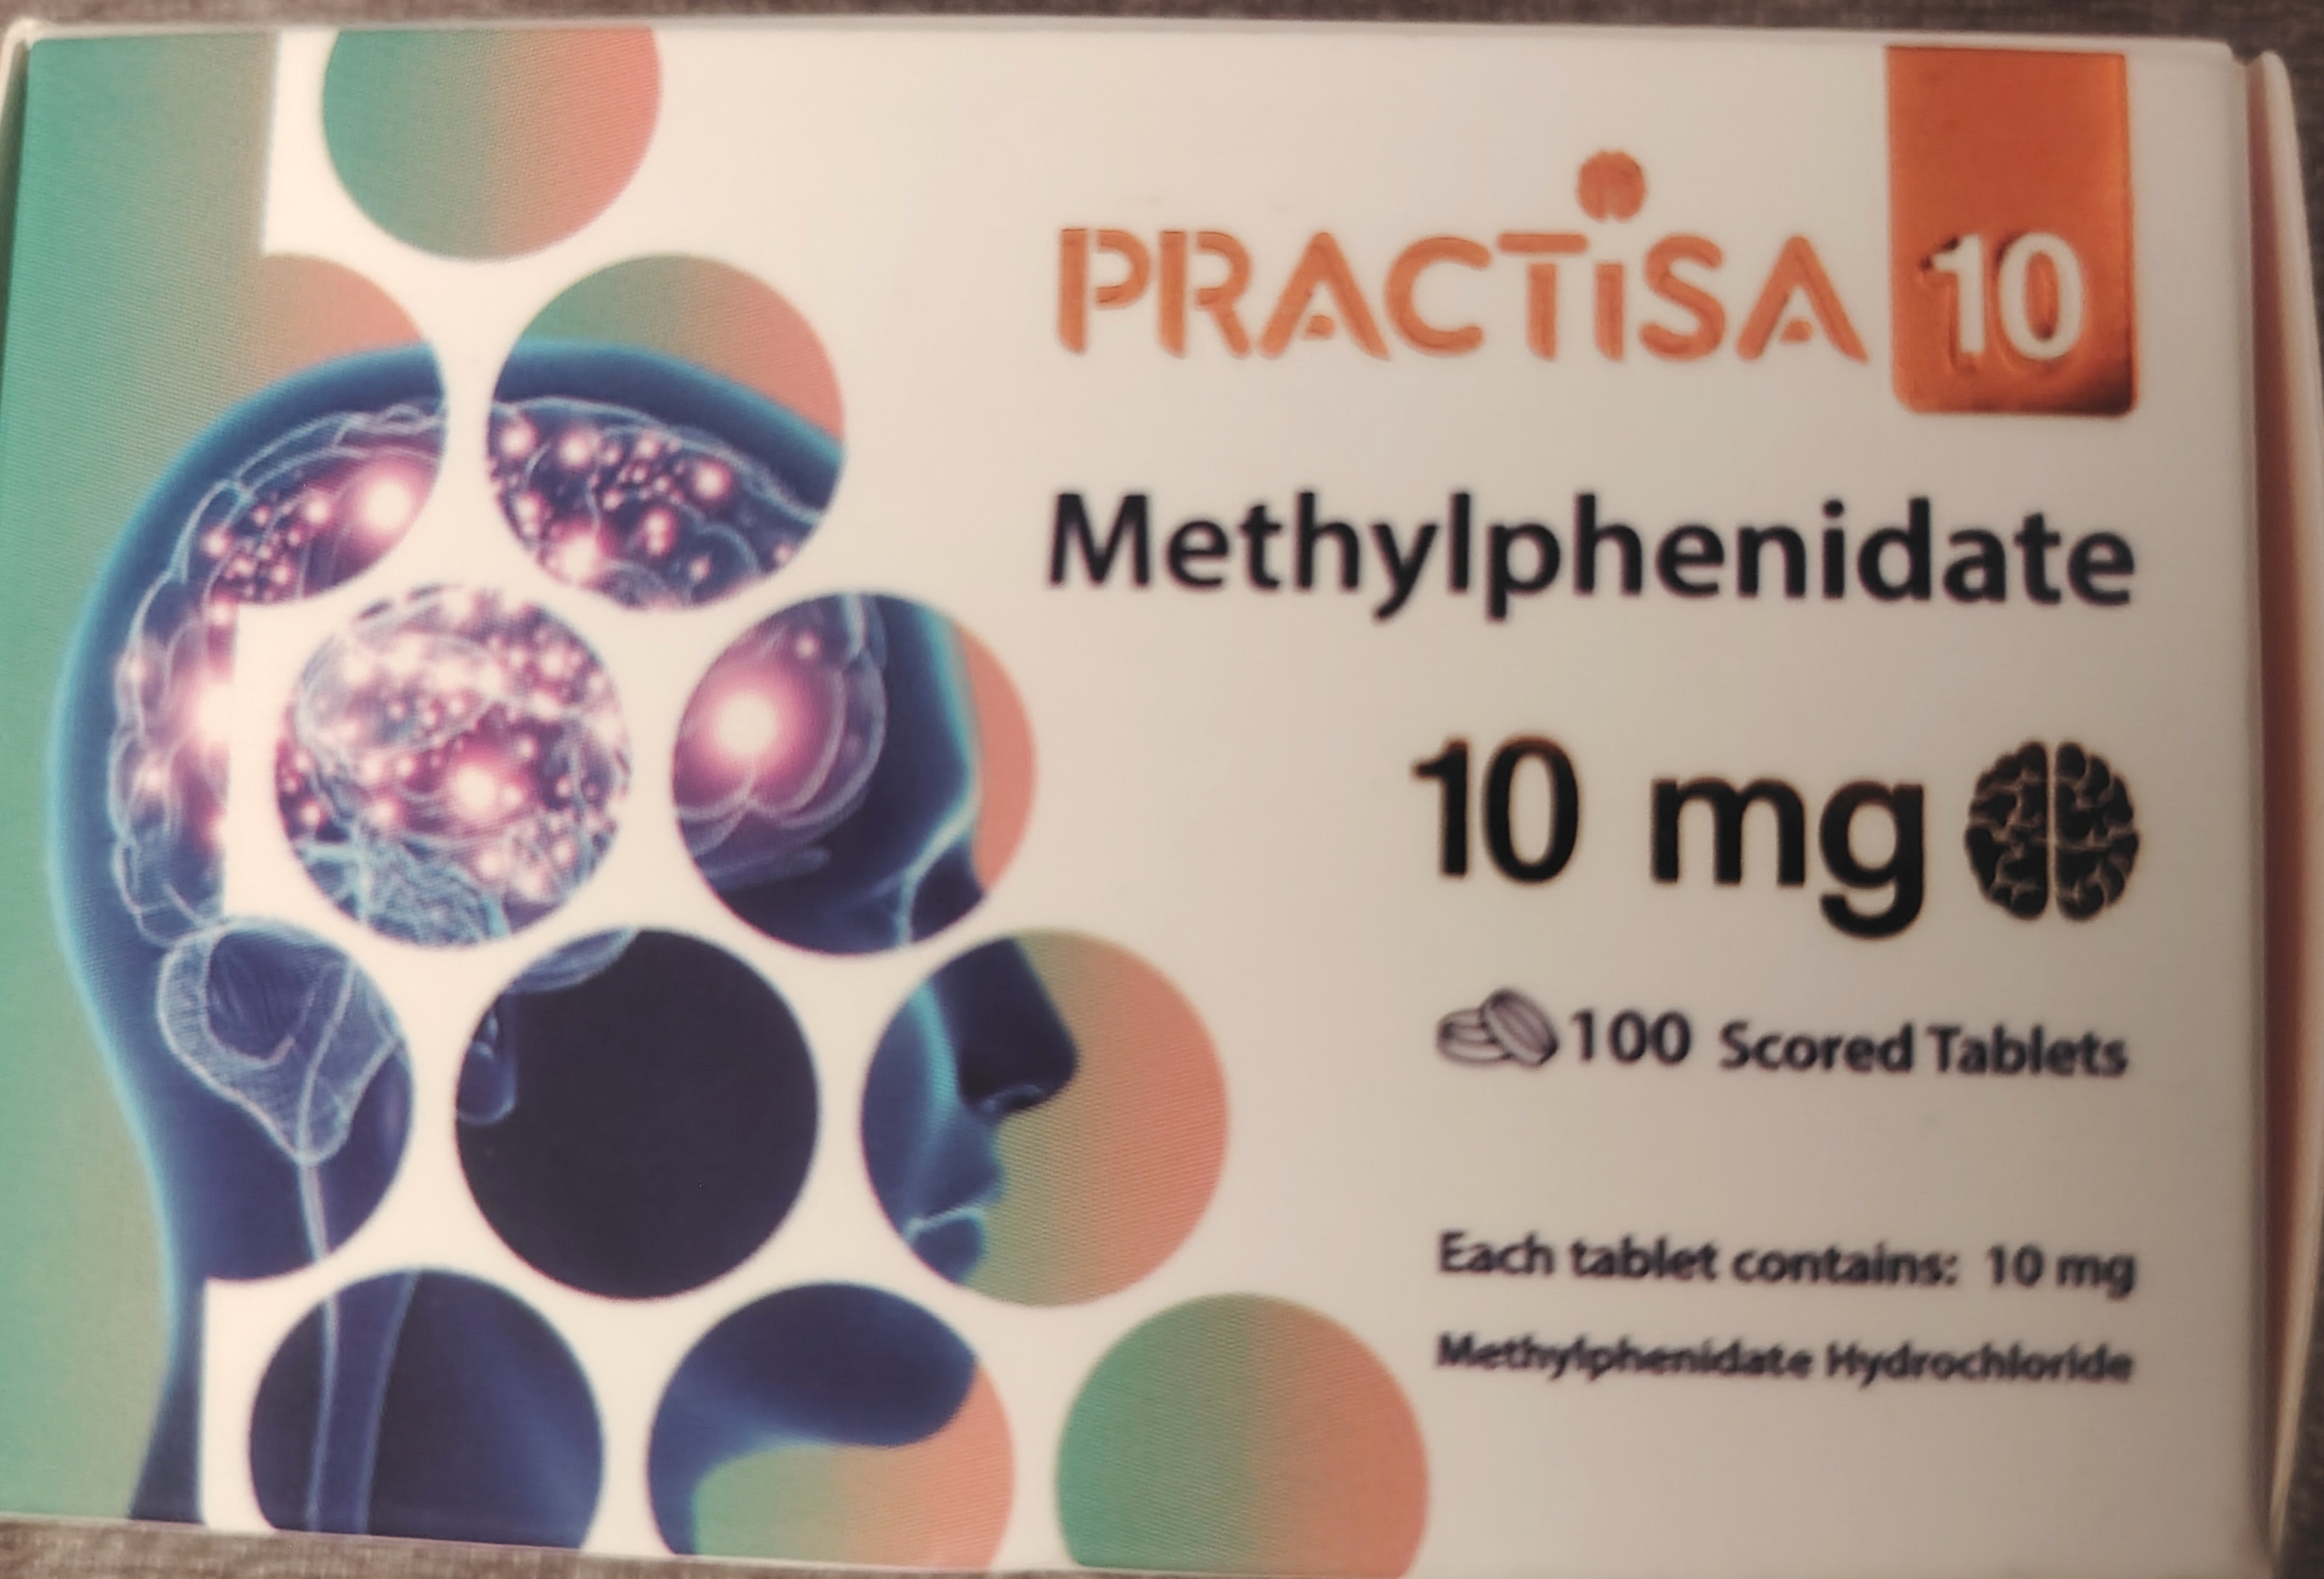 PRACTiSA 10
Methylphenidate
10 mg
100 Scored Tablets
Each tablet contains: 10 mg
Methylphenidate Hydrochloride